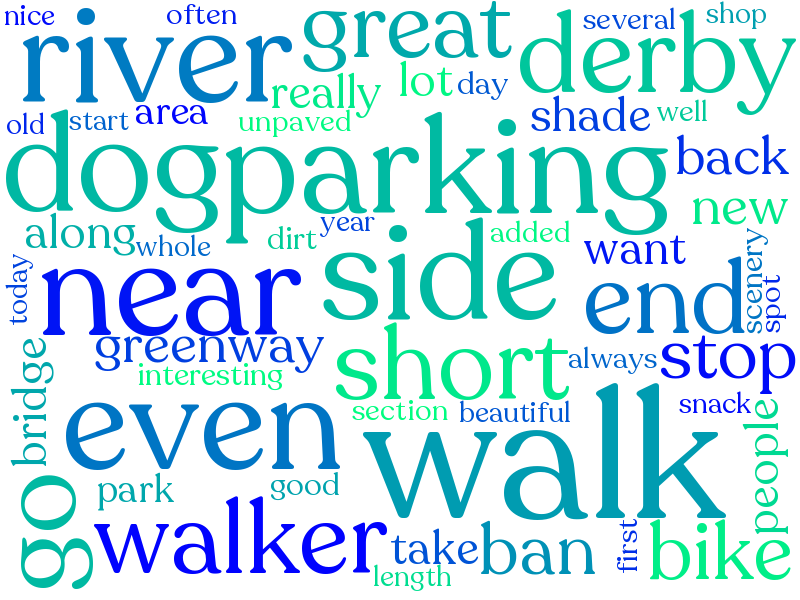 nice often several shop
river great derby
really lot day
old start area unpaved shade well
dog parking back
along whole dirt year added want new
today near side end scenery spot
greenway short always stop
bridge interesting section beautiful snack
even walk people
go park good
walker take ban first bike
length